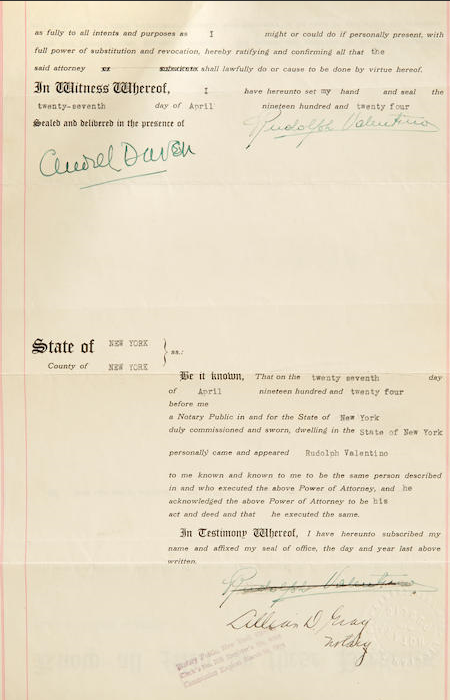 as fully to all intents and purposes as I might or could do if personally present, with
full power of substitution and revocation, hereby ratifying and confirming all that the
said attorney or substitute shall lawfully do or cause to be done by virtue hereof.
In Witness Whereof, I have hereunto set my hand and seal the
twenty-seventh day of April nineteen hundred and twenty four
Sealed and delivered in the presence of
Rudolph Valentino
State of NEW YORK
ss.:
County of NEW YORK
Be it known, That on the twenty seventh day
of April nineteen hundred and twenty four
before me
a Notary Public in and for the State of New York
duly commissioned and sworn, dwelling in the State of New York
personally came and appeared Rudolph Valentino
to me known and known to me to be the same person described
in and who executed the above Power of Attorney, and he
acknowledged the above Power of Attorney to be his
act and deed and that he executed the same.
In Testimony Whereof, I have hereunto subscribed my
name and affixed my seal of office, the day and year last above
written.
Rudolph Valentino
Lillian D. Gray
Notary
Notary Public, New York